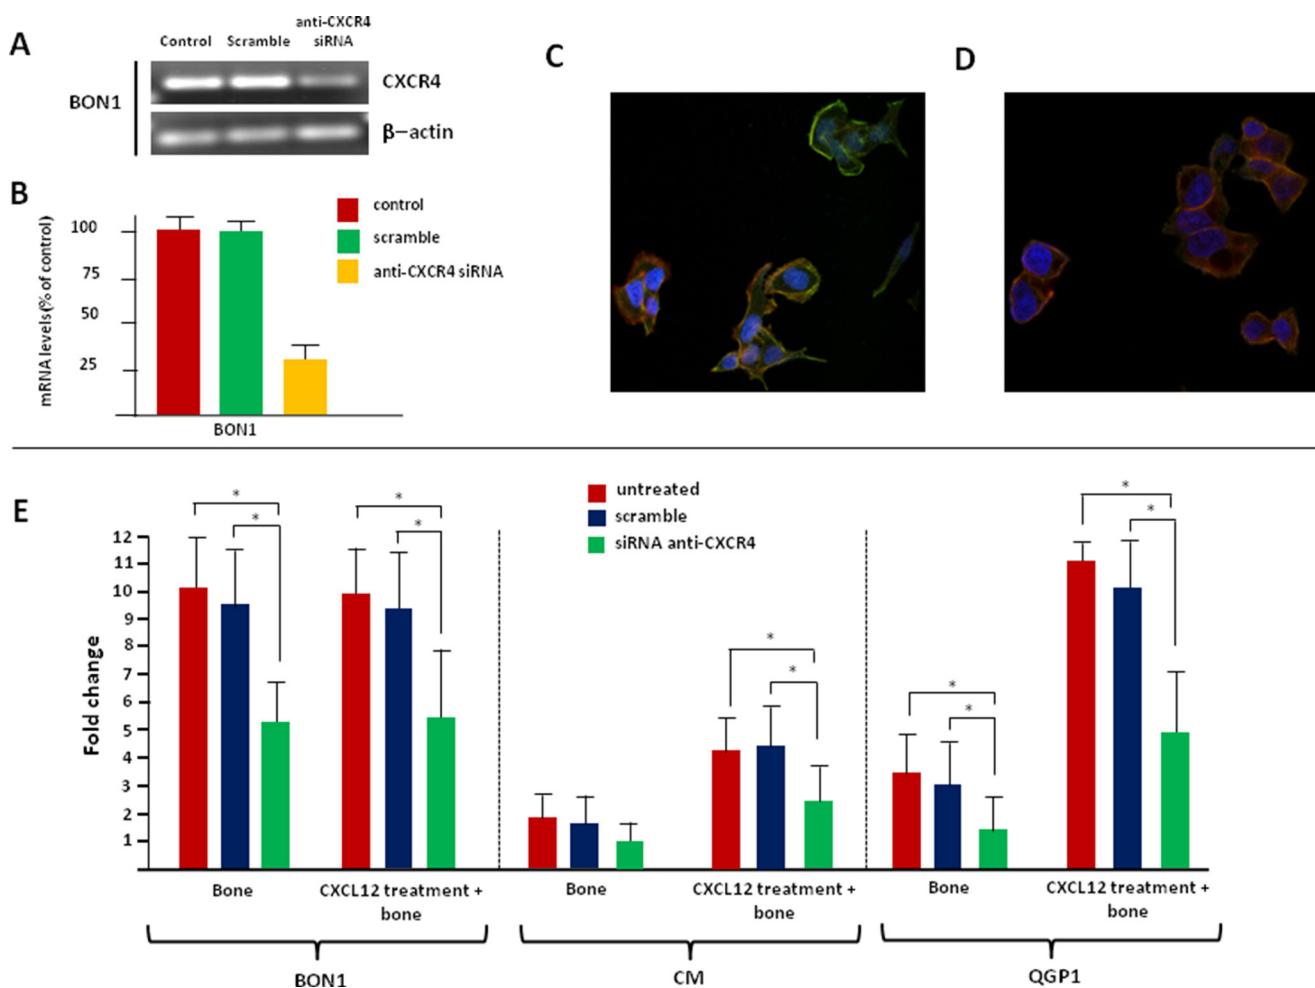 A
Control
Scramble
anti-CXCR4
siRNA
BON1
CXCR4
β–actin
B
mRNA levels(% of control)
100
75
50
25
BON1
control
scramble
anti-CXCR4 siRNA
C
D
E
untreated
scramble
siRNA anti-CXCR4
Fold change
12
11
10
9
8
7
6
5
4
3
2
1
*
*
*
*
*
*
*
*
*
*
Bone
CXCL12 treatment +
bone
Bone
CXCL12 treatment +
bone
Bone
CXCL12 treatment +
bone
BON1
CM
QGP1